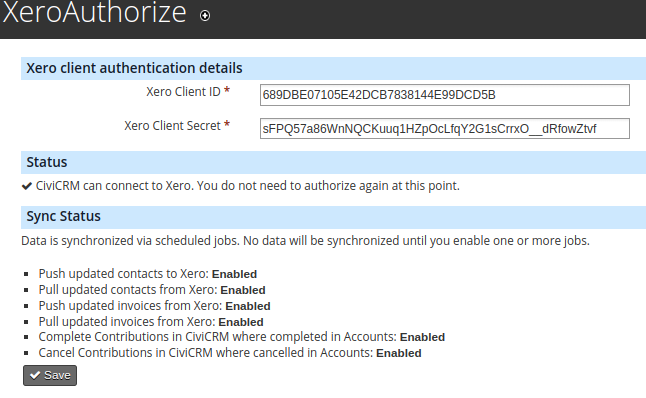 XeroAuthorize
Xero client authentication details
Xero Client ID *
689DBE07105E42DCB7838144E99DCD5B
Xero Client Secret *
sFPQ57a86WnNQCKuuq1HZpOcLfqY2G1sCrrxO__dRfowZtvf
Status
CiviCRM can connect to Xero. You do not need to authorize again at this point.
Sync Status
Data is synchronized via scheduled jobs. No data will be synchronized until you enable one or more jobs.
Push updated contacts to Xero: Enabled
Pull updated contacts from Xero: Enabled
Push updated invoices from Xero: Enabled
Pull updated invoices from Xero: Enabled
Complete Contributions in CiviCRM where completed in Accounts: Enabled
Cancel Contributions in CiviCRM where cancelled in Accounts: Enabled
Save